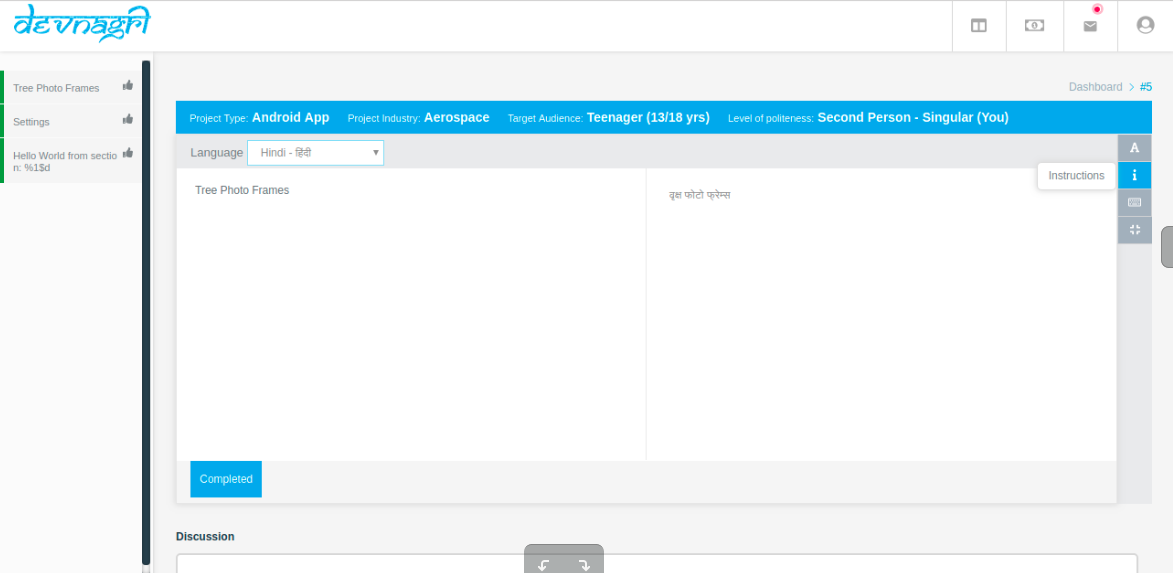 devnagri
Dashboard > #5
Tree Photo Frames
Settings
Hello World from sectio
n: %1$d
Project Type: Android App Project Industry: Aerospace Target Audience: Teenager (13/18 yrs) Level of politeness: Second Person - Singular (You)
Language Hindi - हिंदी
A
Instructions
i
Tree Photo Frames
वृक्ष फोटो फ्रेम्स
Completed
Discussion